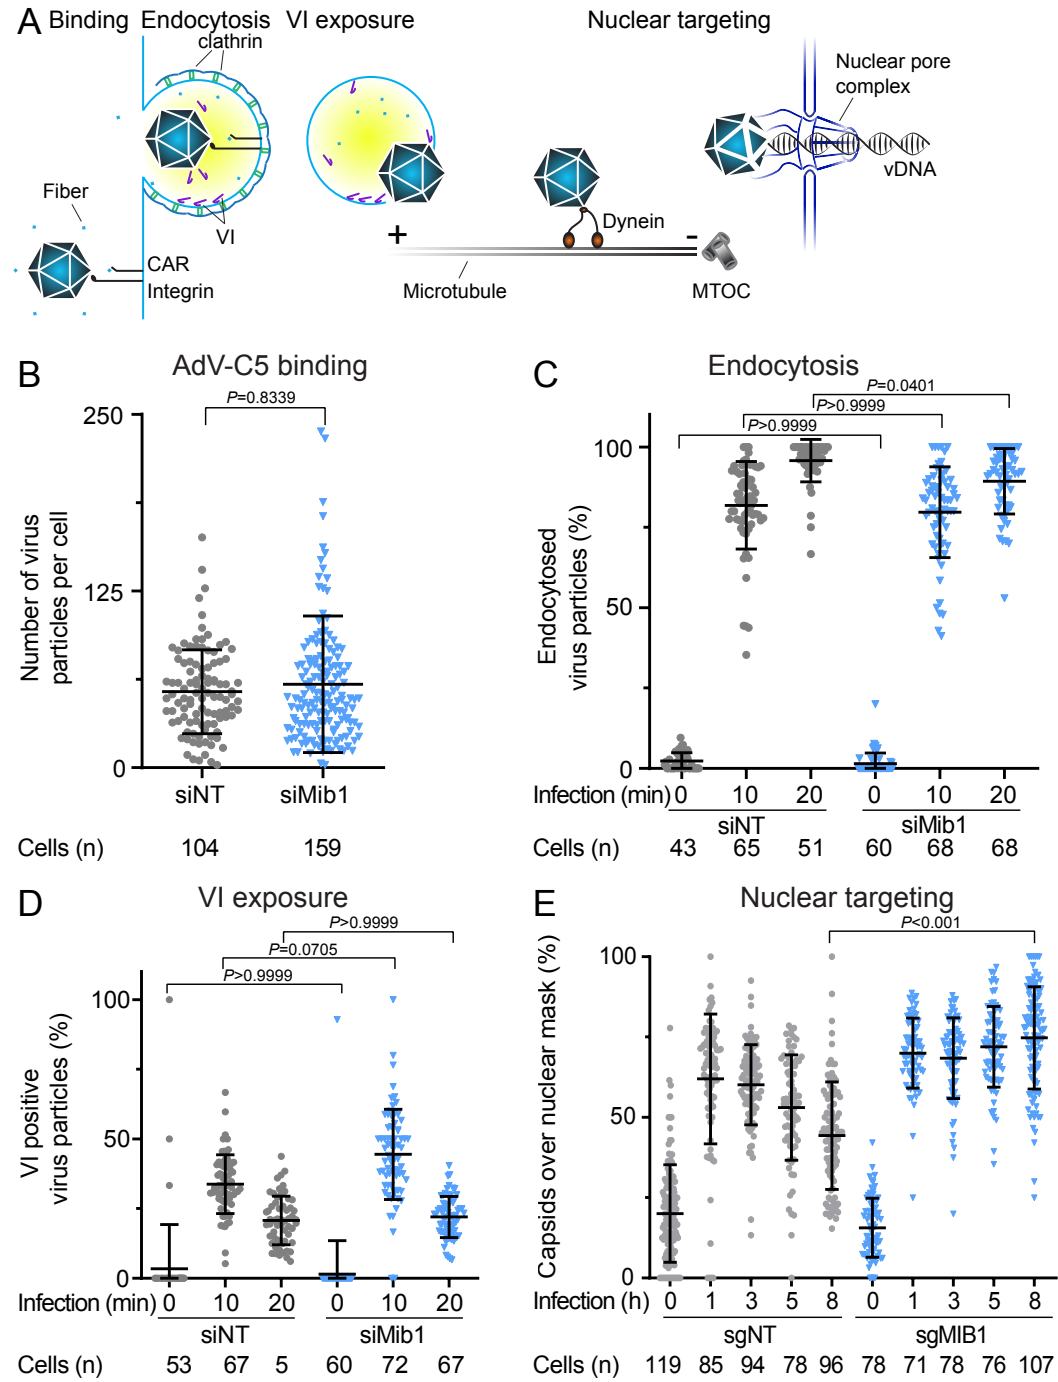 A
Binding Endocytosis VI exposure Nuclear targeting
clathrin
Nuclear pore
complex
vDNA
Fiber
VI
Dynein
CAR
Integrin
+
-
Microtubule
MTOC
B
AdV-C5 binding
P=0.8339
Number of virus
particles per cell
250
125
0
siNT siMib1
Cells (n) 104 159
C
Endocytosis
P=0.0401
P>0.9999
P>0.9999
Endocytosed
virus particles (%)
100
50
0
Infection (min) 0 10 20 0 10 20
siNT siMib1
Cells (n) 43 65 51 60 68 68
D
VI exposure
P>0.9999
P=0.0705
P>0.9999
VI positive
virus particles (%)
100
50
0
Infection (min) 0 10 20 0 10 20
siNT siMib1
Cells (n) 53 67 5 60 72 67
E
Nuclear targeting
P<0.001
Capsids over nuclear mask (%)
100
50
0
Infection (h) 0 1 3 5 8 0 1 3 5 8
sgNT sgMIB1
Cells (n) 119 85 94 78 96 78 71 78 76 107